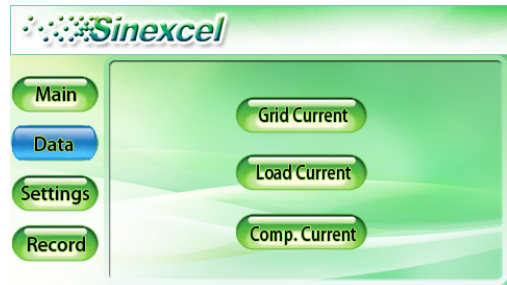 Sinexcel
Main
Data
Settings
Record
Grid Current
Load Current
Comp. Current